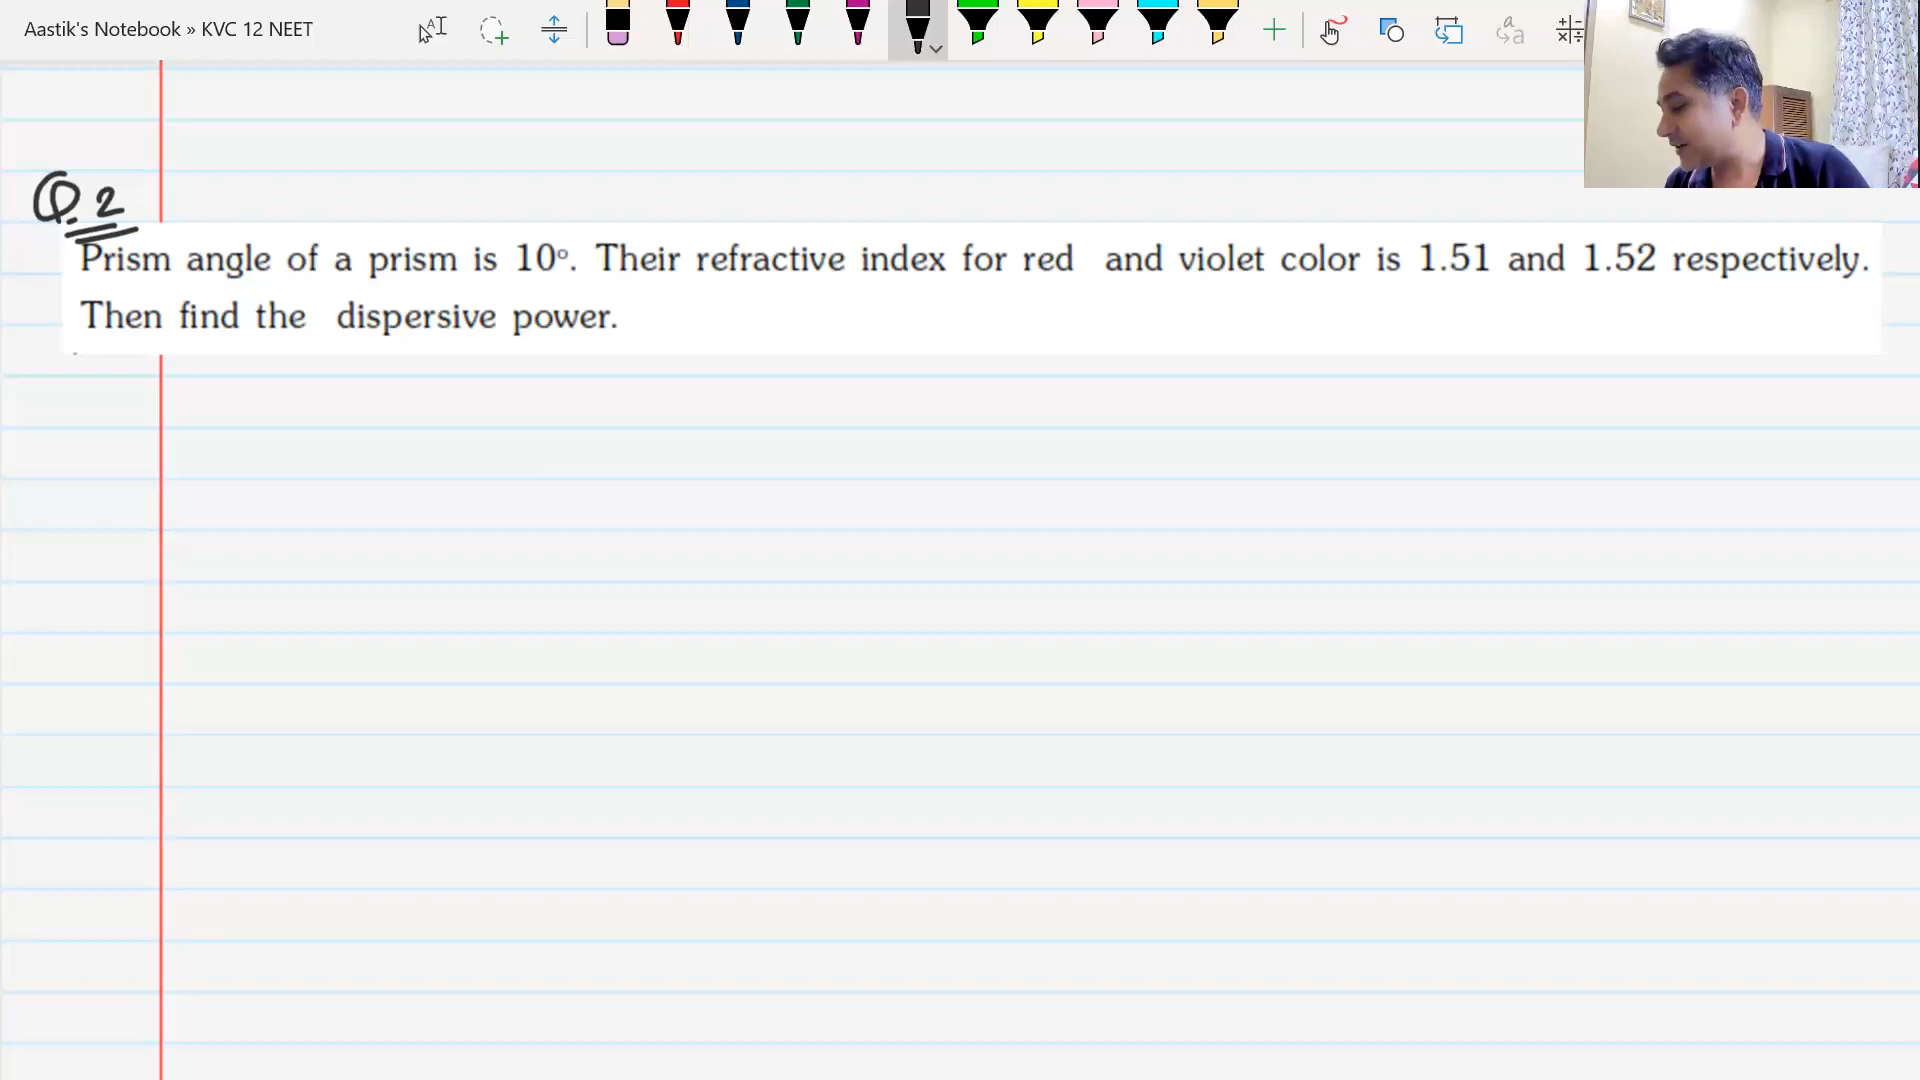 Aastik's Notebook » KVC 12 NEET
Q.2
Prism angle of a prism is 10°. Their refractive index for red and violet color is 1.51 and 1.52 respectively.
Then find the dispersive power.